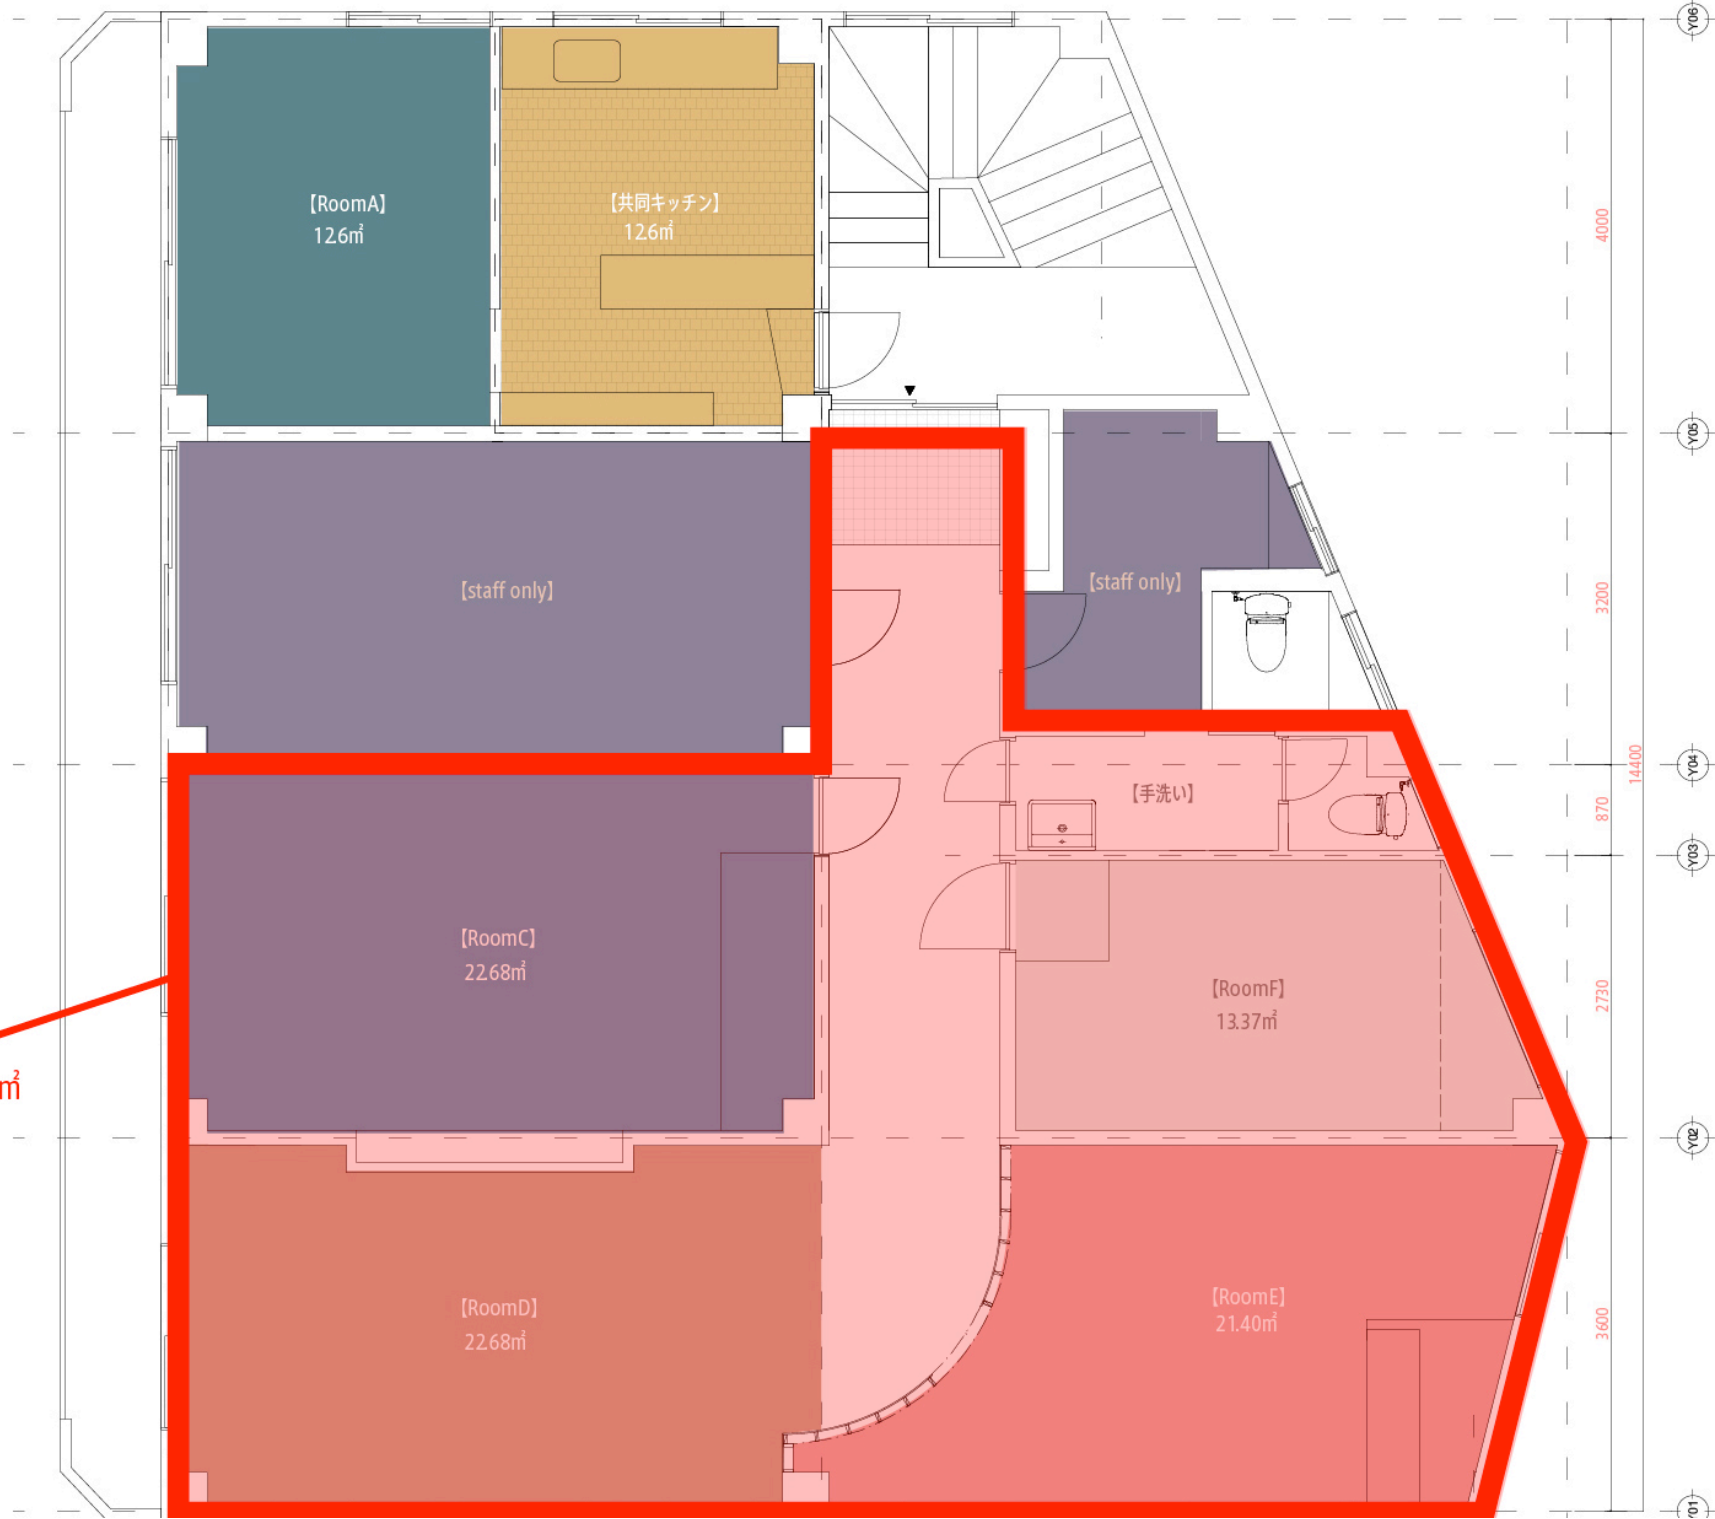 Y06
【RoomA】
12.6㎡
【共同キッチン】
12.6㎡
4000
Y05
【staff only】
【staff only】
3200
14400
Y04
【手洗い】
870
Y03
【RoomC】
22.68㎡
【RoomF】
13.37㎡
2730
㎡
Y02
【RoomD】
22.68㎡
【RoomE】
21.40㎡
3600
Y01